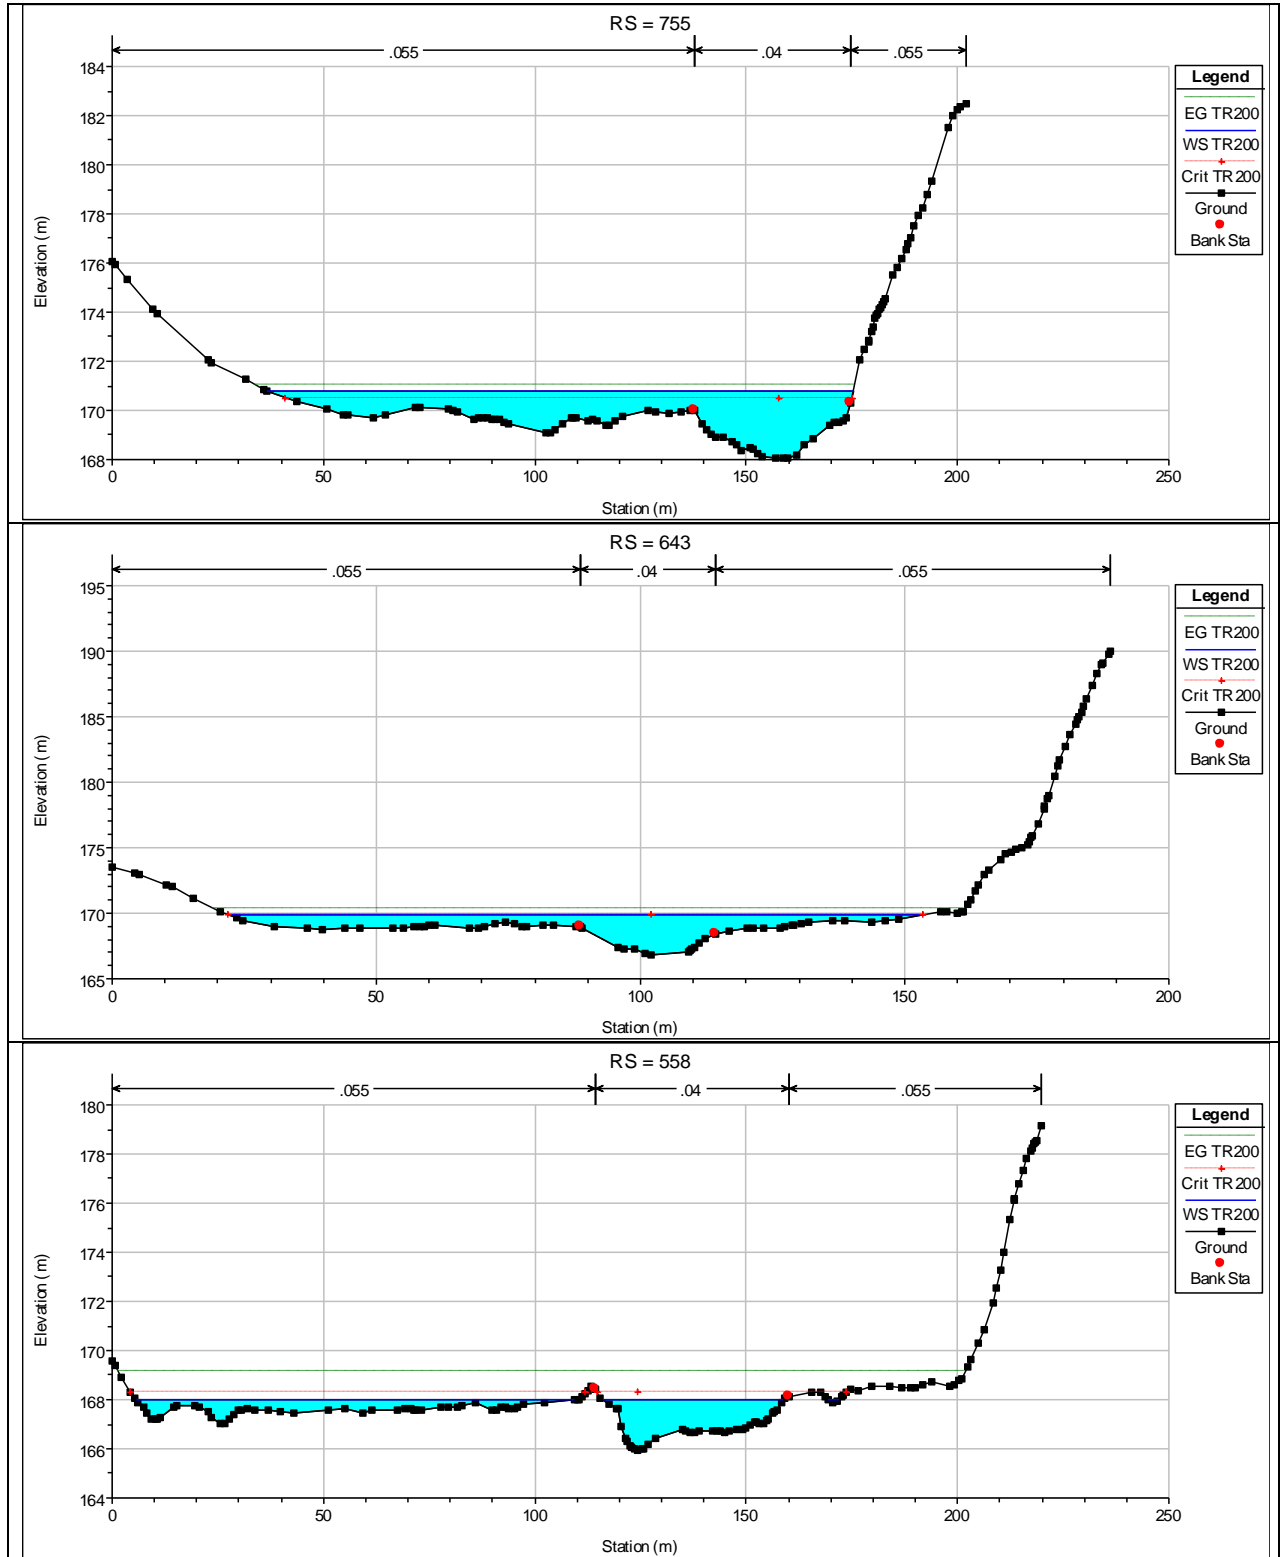 RS = 755
.055 .04 .055
184
182
180
178
176
174
172
170
168
0 50 100 150 200 250
Elevation (m)
Station (m)
Legend
EG TR200
WS TR200
Crit TR200
Ground
Bank Sta
RS = 643
.055 .04 .055
195
190
185
180
175
170
165
0 50 100 150 200
Elevation (m)
Station (m)
Legend
EG TR200
WS TR200
Crit TR200
Ground
Bank Sta
RS = 558
.055 .04 .055
180
178
176
174
172
170
168
166
164
0 50 100 150 200 250
Elevation (m)
Station (m)
Legend
EG TR200
Crit TR200
WS TR200
Ground
Bank Sta